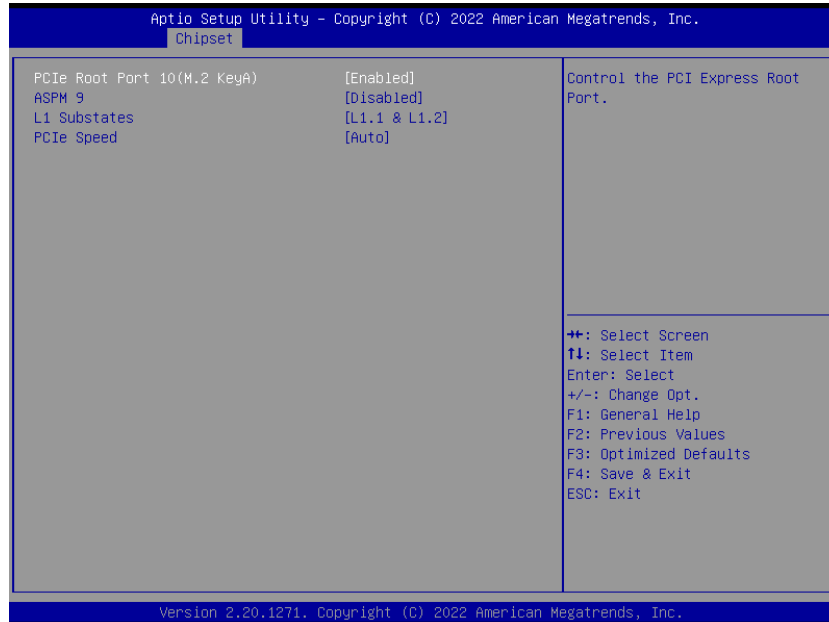 Aptio Setup Utility – Copyright (C) 2022 American Megatrends, Inc.
Chipset
PCIe Root Port 10(M.2 KeyA) [Enabled]
ASPM 9 [Disabled]
L1 Substates [L1.1 & L1.2]
PCIe Speed [Auto]
Control the PCI Express Root
Port.
→←: Select Screen
↑↓: Select Item
Enter: Select
+/-: Change Opt.
F1: General Help
F2: Previous Values
F3: Optimized Defaults
F4: Save & Exit
ESC: Exit
Version 2.20.1271. Copyright (C) 2022 American Megatrends, Inc.